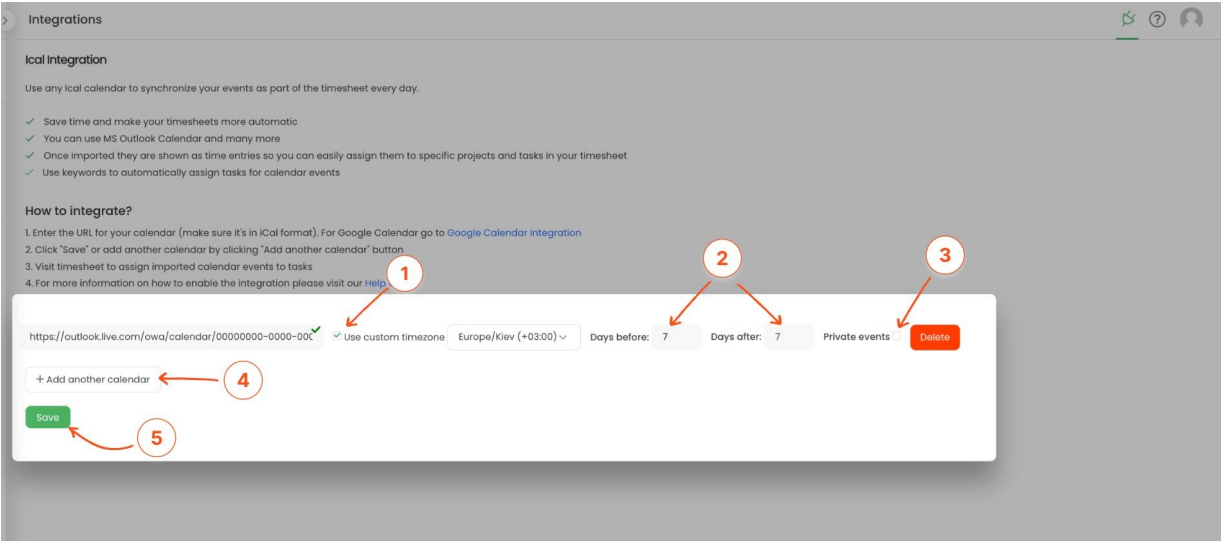 Integrations
Ical Integration
Use any Ical calendar to synchronize your events as part of the timesheet every day.
Save time and make your timesheets more automatic
You can use MS Outlook Calendar and many more
Once imported they are shown as time entries so you can easily assign them to specific projects and tasks in your timesheet
Use keywords to automatically assign tasks for calendar events
How to integrate?
1. Enter the URL for your calendar (make sure it's in iCal format). For Google Calendar go to Google Calendar Integration
2. Click "Save" or add another calendar by clicking "Add another calendar" button
3. Visit timesheet to assign imported calendar events to tasks
4. For more information on how to enable the integration please visit our Help
1
2
3
https://outlook.live.com/owa/calendar/00000000-0000-000 Use custom timezone Europe/Kiev (+03:00) Days before: 7 Days after: 7 Private events Delete
+ Add another calendar 4
Save
5